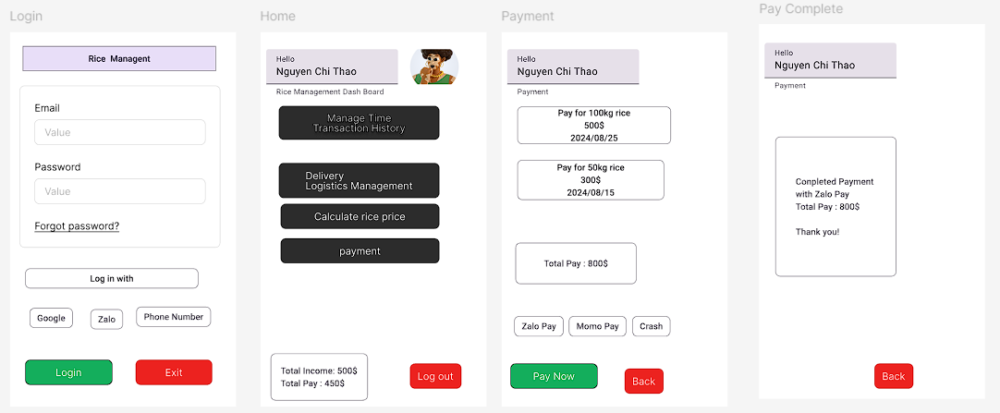 Login
Rice Managent
Email
Value
Password
Value
Forgot password?
Log in with
Google
Zalo
Phone Number
Login
Exit
Home
Hello
Nguyen Chi Thao
Rice Management Dash Board
Manage Time
Transaction History
Delivery
Logistics Management
Calculate rice price
payment
Total Income: 500$
Total Pay : 450$
Log out
Payment
Hello
Nguyen Chi Thao
Payment
Pay for 100kg rice
500$
2024/08/25
Pay for 50kg rice
300$
2024/08/15
Total Pay : 800$
Zalo Pay
Momo Pay
Crash
Pay Now
Back
Pay Complete
Hello
Nguyen Chi Thao
Payment
Conpleted Payment
with Zalo Pay
Total Pay : 800$
Thank you!
Back